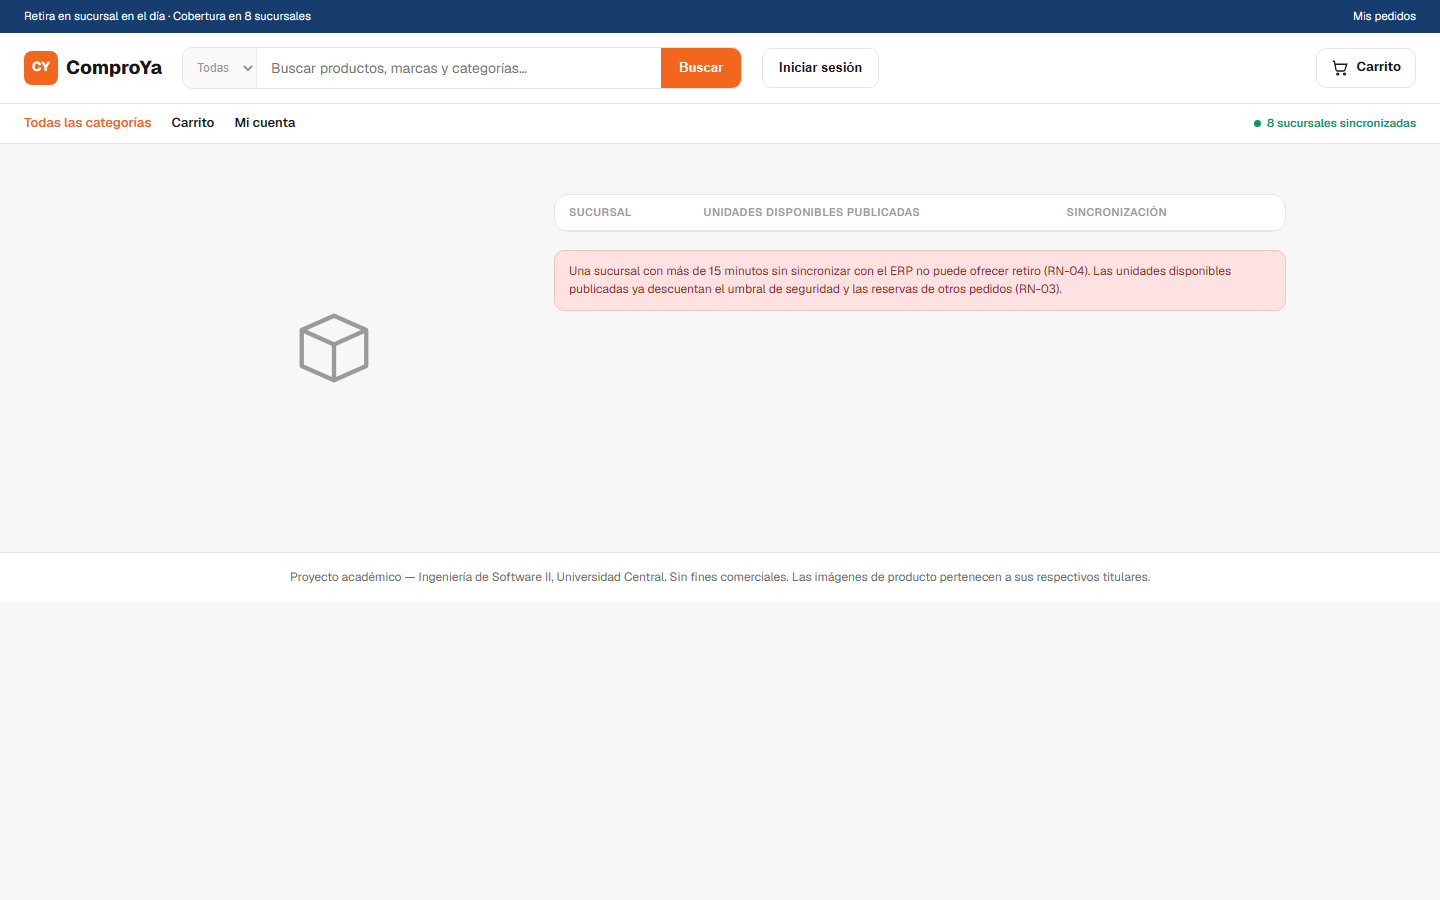 Retira en sucursal en el día · Cobertura en 8 sucursales
Mis pedidos
CY ComproYa
Todas
Buscar productos, marcas y categorías...
Buscar
Iniciar sesión
Carrito
Todas las categorías
Carrito
Mi cuenta
8 sucursales sincronizadas
SUCURSAL
UNIDADES DISPONIBLES PUBLICADAS
SINCRONIZACIÓN
Una sucursal con más de 15 minutos sin sincronizar con el ERP no puede ofrecer retiro (RN-04). Las unidades disponibles
publicadas ya descuentan el umbral de seguridad y las reservas de otros pedidos (RN-03).
Proyecto académico — Ingeniería de Software II, Universidad Central. Sin fines comerciales. Las imágenes de producto pertenecen a sus respectivos titulares.